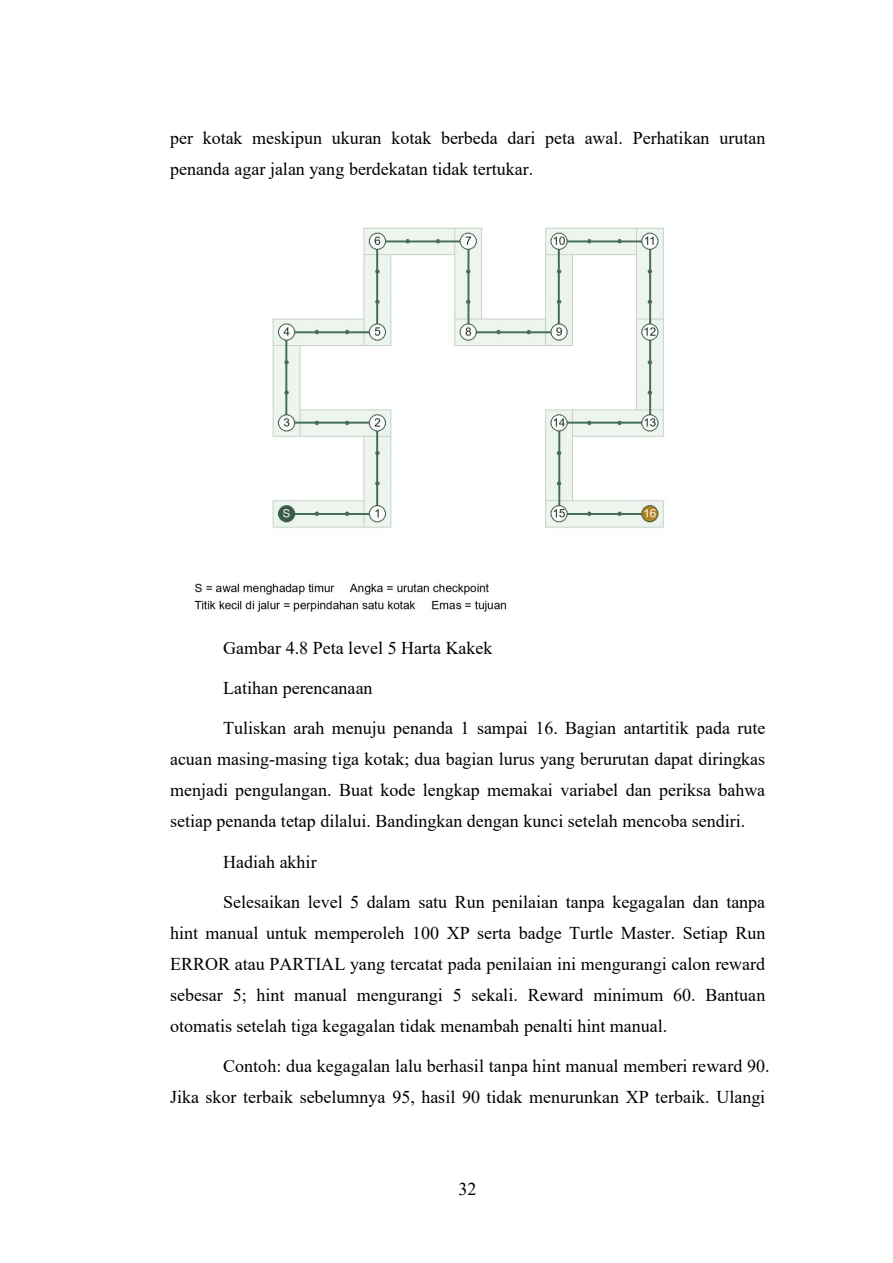 per kotak meskipun ukuran kotak berbeda dari peta awal. Perhatikan urutan
penanda agar jalan yang berdekatan tidak tertukar.
6 7 10 11
4 5 8 9 12
3 2 14 13
S 1 15 16
S = awal menghadap timur Angka = urutan checkpoint
Titik kecil di jalur = perpindahan satu kotak Emas = tujuan
Gambar 4.8 Peta level 5 Harta Kakek
Latihan perencanaan
Tuliskan arah menuju penanda 1 sampai 16. Bagian antartitik pada rute
acuan masing-masing tiga kotak; dua bagian lurus yang berurutan dapat diringkas
menjadi pengulangan. Buat kode lengkap memakai variabel dan periksa bahwa
setiap penanda tetap dilalui. Bandingkan dengan kunci setelah mencoba sendiri.
Hadiah akhir
Selesaikan level 5 dalam satu Run penilaian tanpa kegagalan dan tanpa
hint manual untuk memperoleh 100 XP serta badge Turtle Master. Setiap Run
ERROR atau PARTIAL yang tercatat pada penilaian ini mengurangi calon reward
sebesar 5; hint manual mengurangi 5 sekali. Reward minimum 60. Bantuan
otomatis setelah tiga kegagalan tidak menambah penalti hint manual.
Contoh: dua kegagalan lalu berhasil tanpa hint manual memberi reward 90.
Jika skor terbaik sebelumnya 95, hasil 90 tidak menurunkan XP terbaik. Ulangi
32